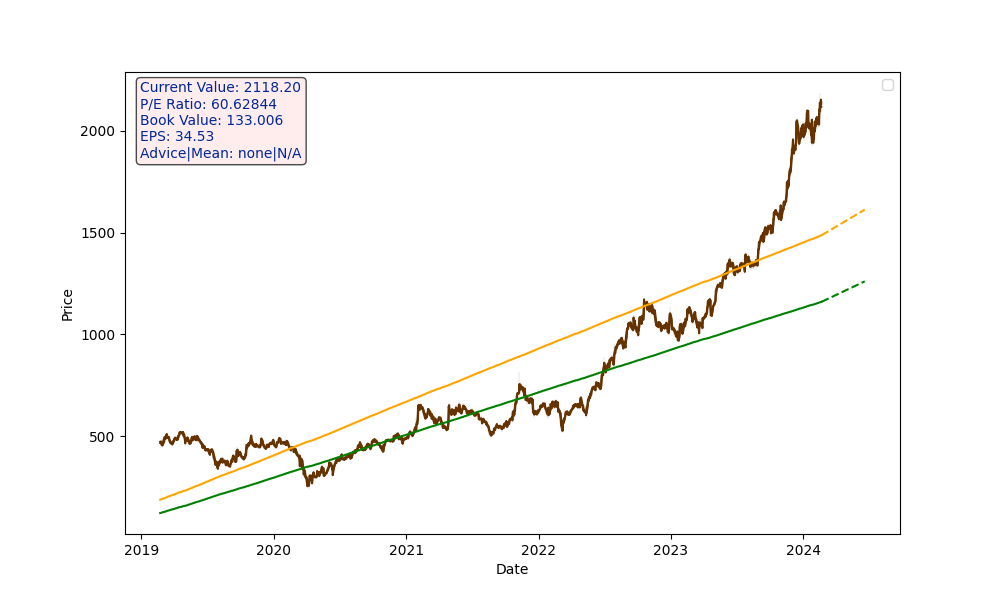 Current Value: 2118.20
P/E Ratio: 60.62844
Book Value: 133.006
EPS: 34.53
Advice|Mean: none|N/A
2000
1500
1000
500
Price
2019 2020 2021 2022 2023 2024
Date